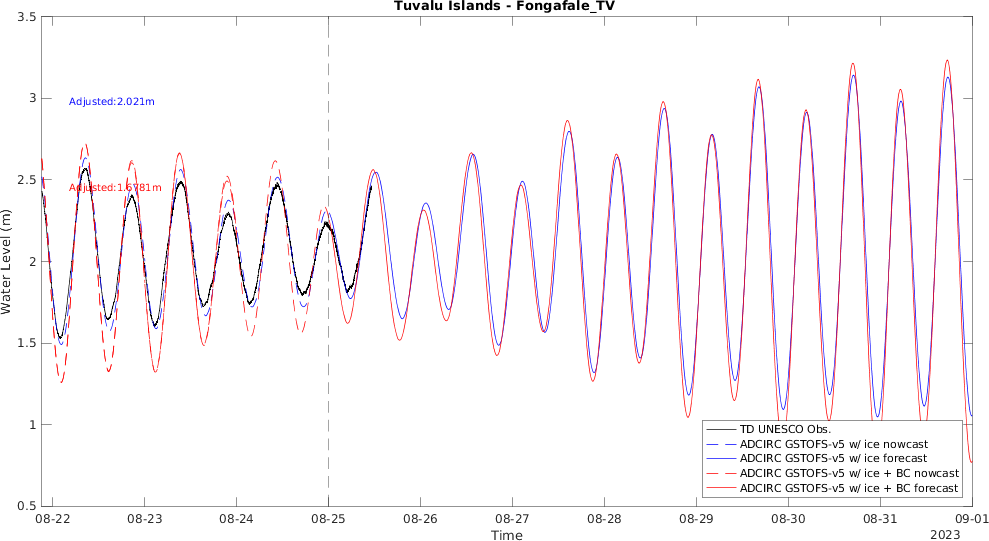 Tuvalu Islands - Fongafale_TV
3.5
3
2.5
2
1.5
1
0.5
Water Level (m)
Adjusted:2.021m
Adjusted:1.6781m
TD UNESCO Obs.
ADCIRC GSTOFS-v5 w/ ice nowcast
ADCIRC GSTOFS-v5 w/ ice forecast
ADCIRC GSTOFS-v5 w/ ice + BC nowcast
ADCIRC GSTOFS-v5 w/ ice + BC forecast
08-22 08-23 08-24 08-25 08-26 08-27 08-28 08-29 08-30 08-31 09-01
Time
2023